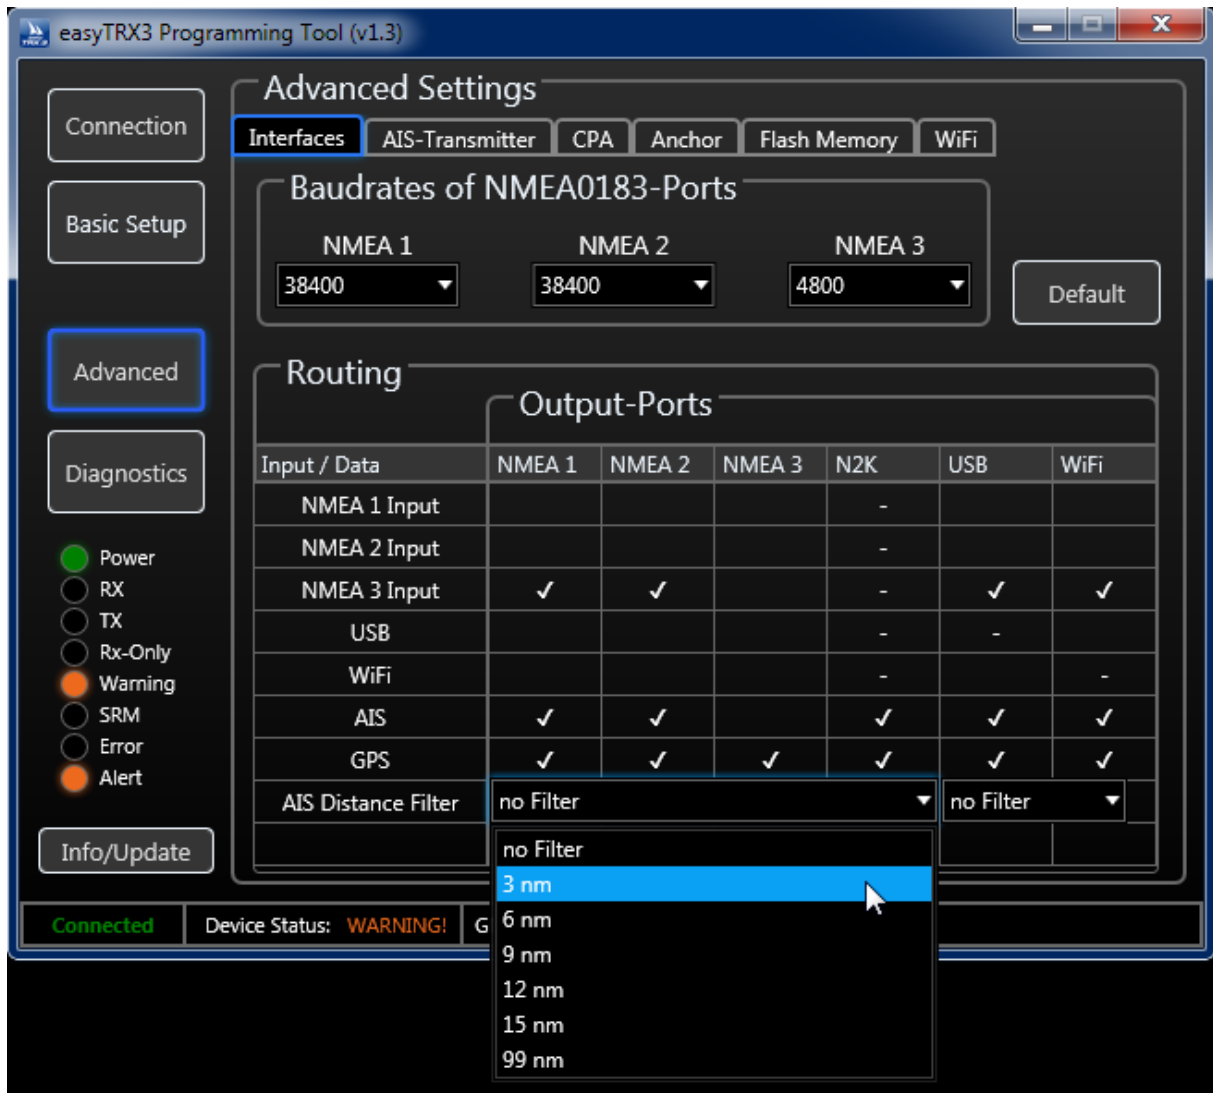 easyTRX3 Programming Tool (v1.3)
Connection
Basic Setup
Advanced
Diagnostics
Power
RX
TX
Rx-Only
Warning
SRM
Error
Alert
Info/Update
Advanced Settings
Interfaces AIS-Transmitter CPA Anchor Flash Memory WiFi
Baudrates of NMEA0183-Ports
NMEA 1 NMEA 2 NMEA 3
38400 38400 4800
Default
Routing
Output-Ports
Input / Data NMEA 1 NMEA 2 NMEA 3 N2K USB WiFi
NMEA 1 Input -
NMEA 2 Input -
NMEA 3 Input ✓ ✓ - ✓ ✓
USB - -
WiFi - -
AIS ✓ ✓ ✓ ✓ ✓
GPS ✓ ✓ ✓ ✓ ✓ ✓
AIS Distance Filter no Filter no Filter
no Filter
3 nm
6 nm
9 nm
12 nm
15 nm
99 nm
Connected Device Status: WARNING! G